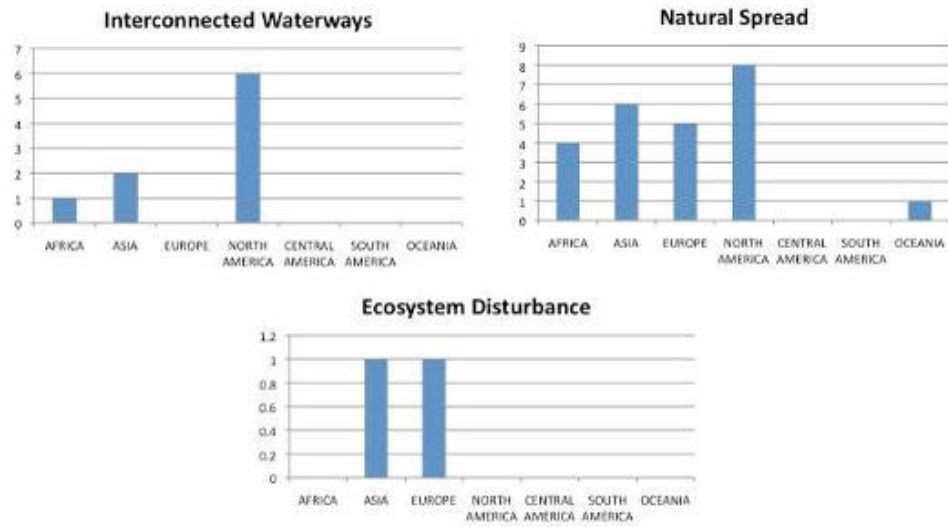 Interconnected Waterways
7
6
5
4
3
2
1
0
AFRICA ASIA EUROPE NORTH CENTRAL SOUTH OCEANIA
AMERICA AMERICA AMERICA
Natural Spread
9
8
7
6
5
4
3
2
1
0
AFRICA ASIA EUROPE NORTH CENTRAL SOUTH OCEANIA
AMERICA AMERICA AMERICA
Ecosystem Disturbance
1.2
1
0.8
0.6
0.4
0.2
0
AFRICA ASIA EUROPE NORTH CENTRAL SOUTH OCEANIA
AMERICA AMERICA AMERICA